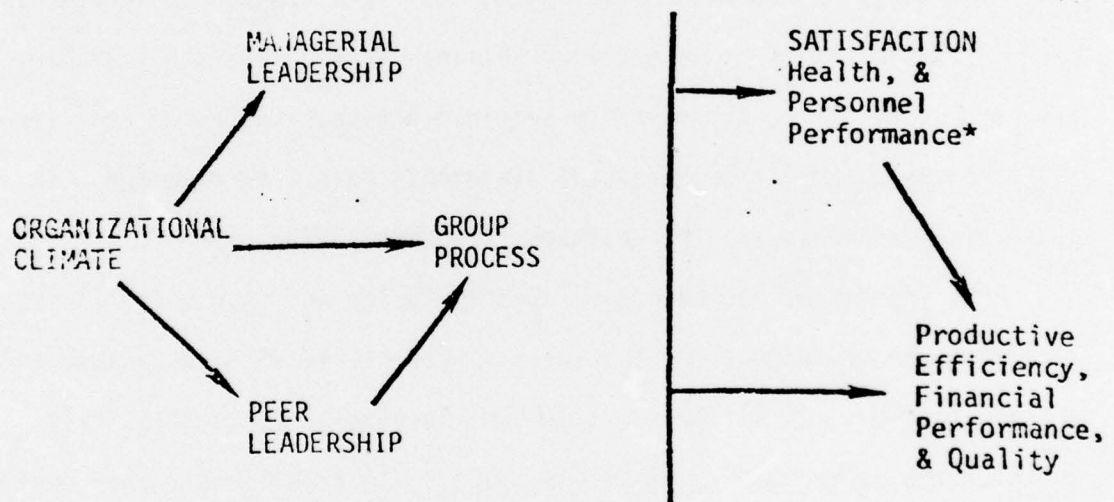 MANAGERIAL
LEADERSHIP
ORGANIZATIONAL
CLIMATE
GROUP
PROCESS
PEER
LEADERSHIP
SATISFACTION
Health, &
Personnel
Performance*
Productive
Efficiency,
Financial
Performance,
& Quality